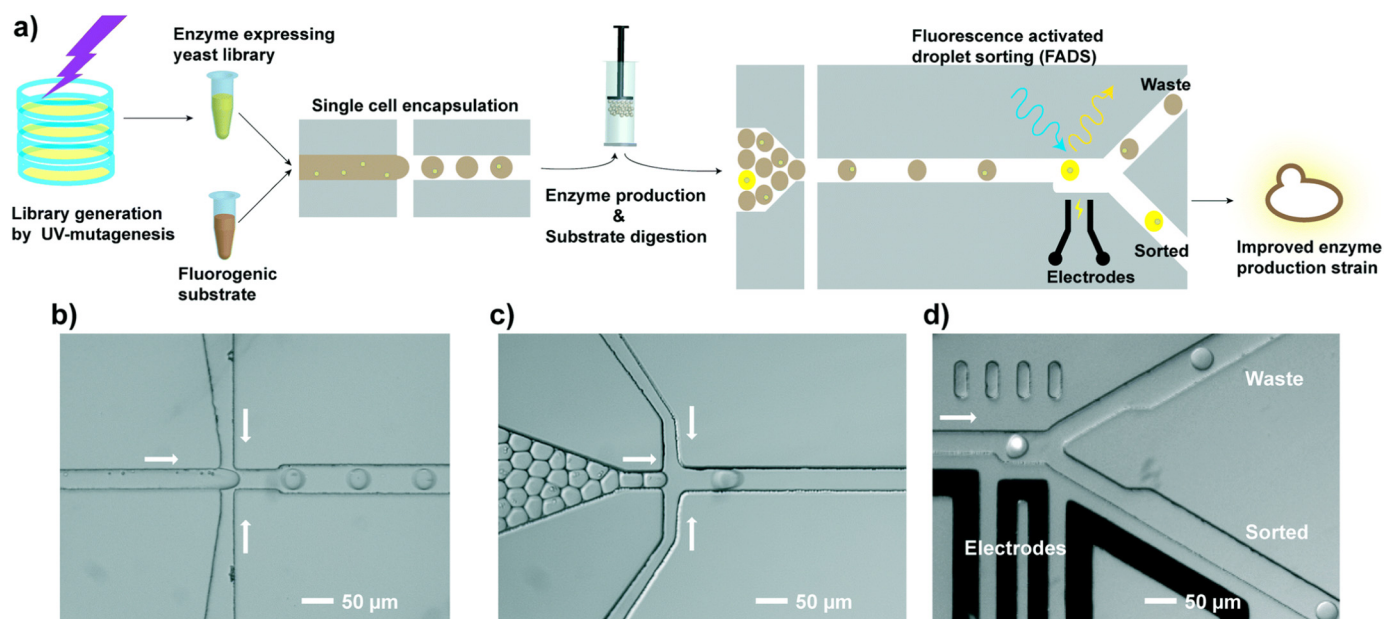 a)
Enzyme expressing
yeast library
Single cell encapsulation
Library generation
by UV-mutagenesis
Fluorogenic
substrate
Enzyme production
&
Substrate digestion
Fluorescence activated
droplet sorting (FADS)
Waste
Sorted
Electrodes
Improved enzyme
production strain
b)
50 µm
c)
50 µm
d)
Waste
Sorted
Electrodes
50 µm